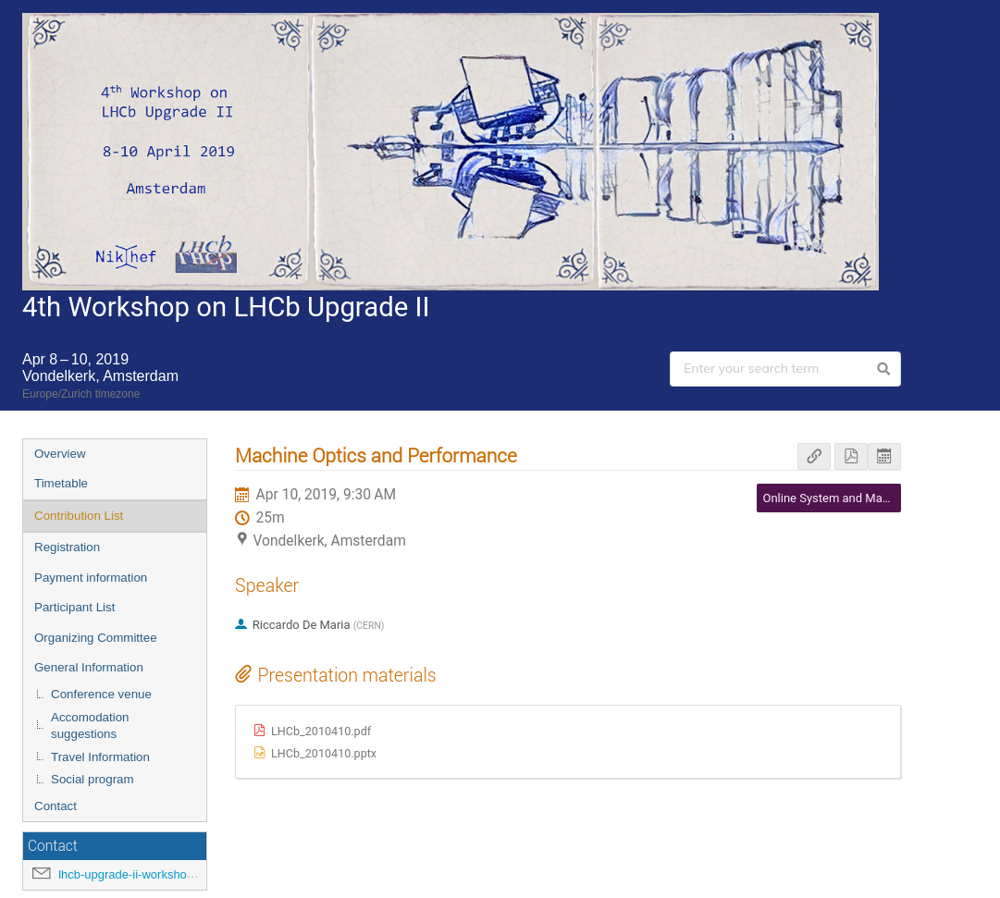 4th Workshop on
LHCb Upgrade II
8-10 April 2019
Amsterdam
Nikhef
LHCb
4th Workshop on LHCb Upgrade II
Apr 8 – 10, 2019
Vondelkerk, Amsterdam
Europe/Zurich timezone
Enter your search term
Overview
Timetable
Contribution List
Registration
Payment information
Participant List
Organizing Committee
General Information
Conference venue
Accomodation
suggestions
Travel Information
Social program
Contact
Contact
lhcb-upgrade-ii-worksho...
Machine Optics and Performance
Apr 10, 2019, 9:30 AM
Online System and Ma...
25m
Vondelkerk, Amsterdam
Speaker
Riccardo De Maria (CERN)
Presentation materials
LHCb_2010410.pdf
LHCb_2010410.pptx